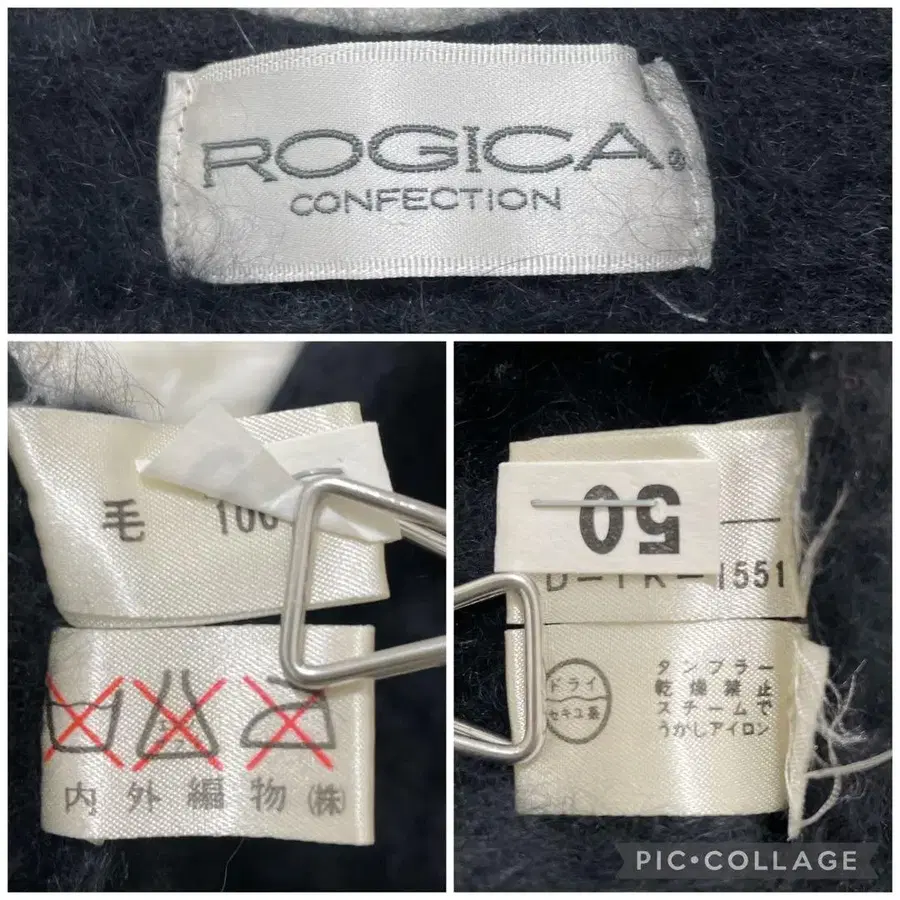 ROGICA®
CONFECTION
毛 100
内外編物(株)
50
1551
ドライ
セキユ系
タンブラー
乾燥禁止
スチームで
うかしアイロン
PIC•COLLAGE